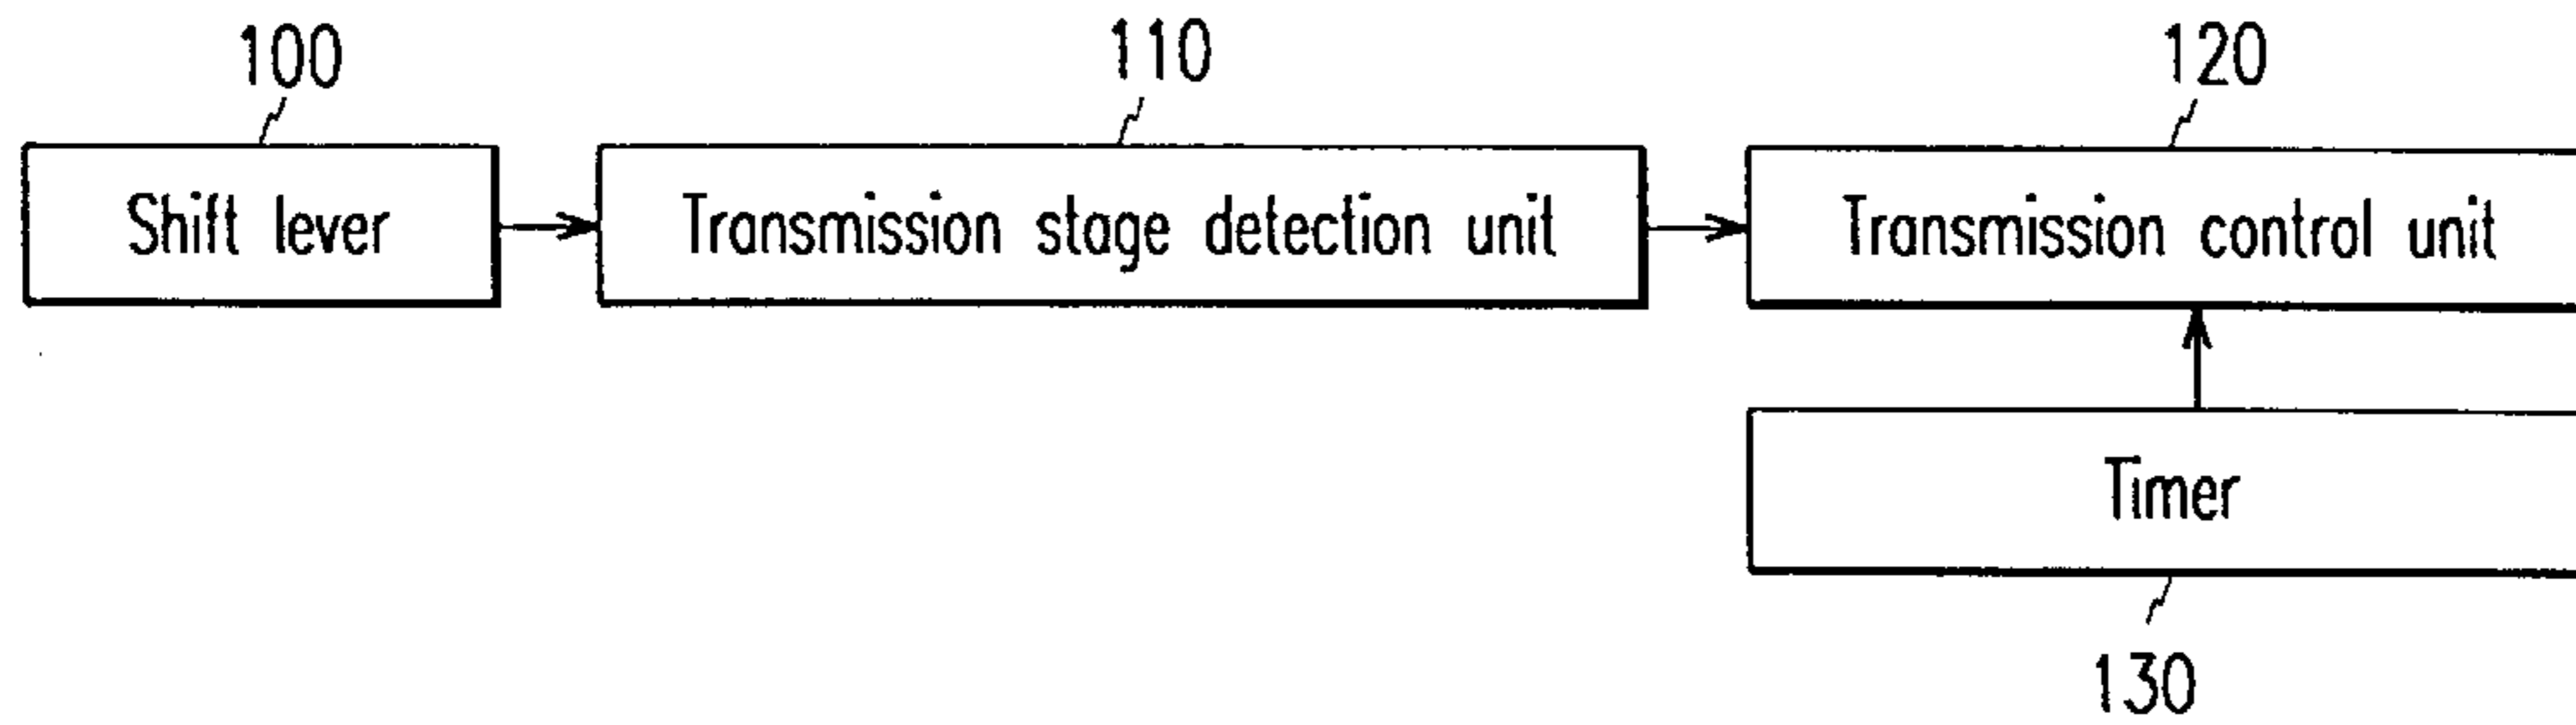 100
110
120
Shift lever
Transmission stage detection unit
Transmission control unit
Timer
130